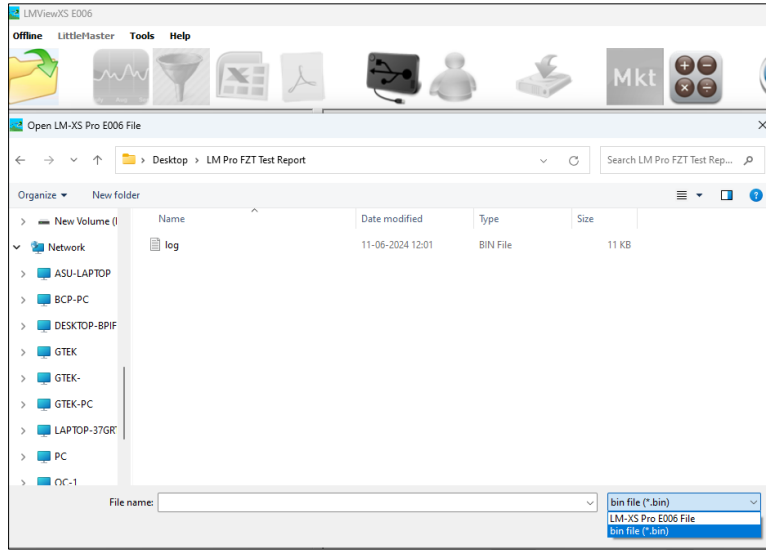 LMViewXS E006
Offline LittleMaster Tools Help
Mkt
Open LM-XS Pro E006 File
Desktop > LM Pro FZT Test Report
Search LM Pro FZT Test Rep...
Organize New folder
Name Date modified Type Size
log 11-06-2024 12:01 BIN File 11 KB
New Volume (
Network
ASU-LAPTOP
BCP-PC
DESKTOP-BPIF
GTEK
GTEK-
GTEK-PC
LAPTOP-37GR
PC
OC-1
File name:
bin file (*.bin)
LM-XS Pro E006 File
bin file (*.bin)